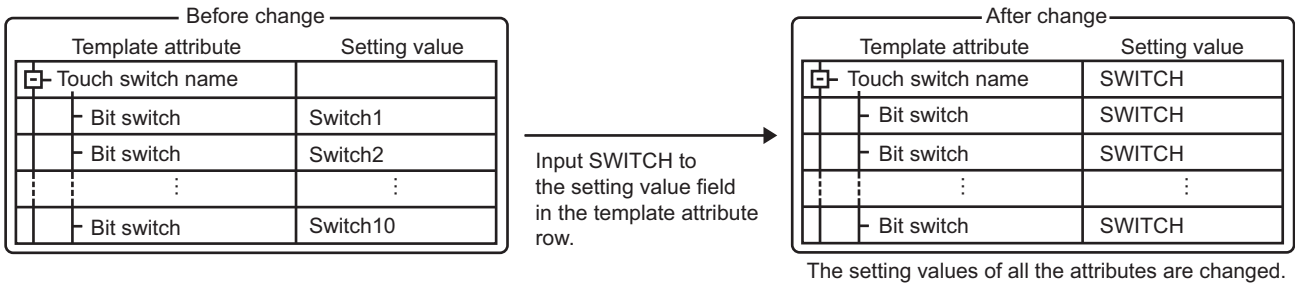 Before change
Template attribute Setting value
Touch switch name
Bit switch Switch1
Bit switch Switch2
⋮ ⋮
Bit switch Switch10
Input SWITCH to
the setting value field
in the template attribute
row.
After change
Template attribute Setting value
Touch switch name SWITCH
Bit switch SWITCH
Bit switch SWITCH
⋮ ⋮
Bit switch SWITCH
The setting values of all the attributes are changed.